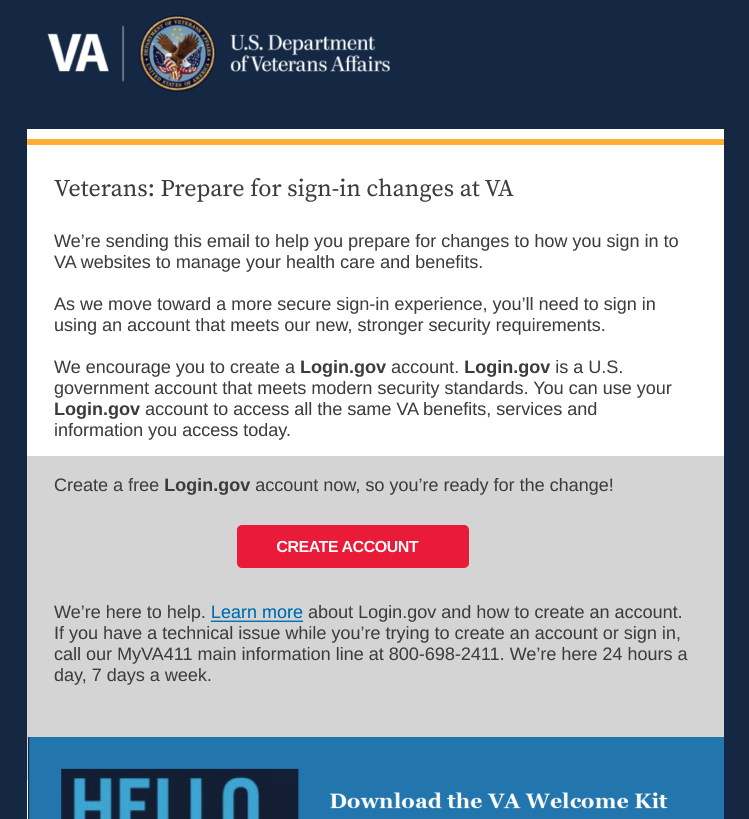 VA
U.S. Department
of Veterans Affairs
Veterans: Prepare for sign-in changes at VA
We’re sending this email to help you prepare for changes to how you sign in to
VA websites to manage your health care and benefits.
As we move toward a more secure sign-in experience, you’ll need to sign in
using an account that meets our new, stronger security requirements.
We encourage you to create a Login.gov account. Login.gov is a U.S.
government account that meets modern security standards. You can use your
Login.gov account to access all the same VA benefits, services and
information you access today.
Create a free Login.gov account now, so you’re ready for the change!
CREATE ACCOUNT
We’re here to help. Learn more about Login.gov and how to create an account.
If you have a technical issue while you’re trying to create an account or sign in,
call our MyVA411 main information line at 800-698-2411. We’re here 24 hours a
day, 7 days a week.
HELLO
Download the VA Welcome Kit